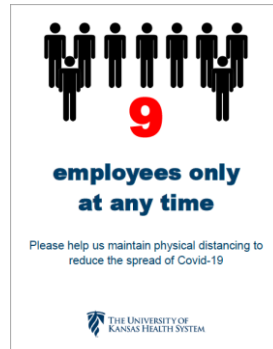 9
employees only
at any time
Please help us maintain physical distancing to
reduce the spread of Covid-19
THE UNIVERSITY OF
KANSAS HEALTH SYSTEM